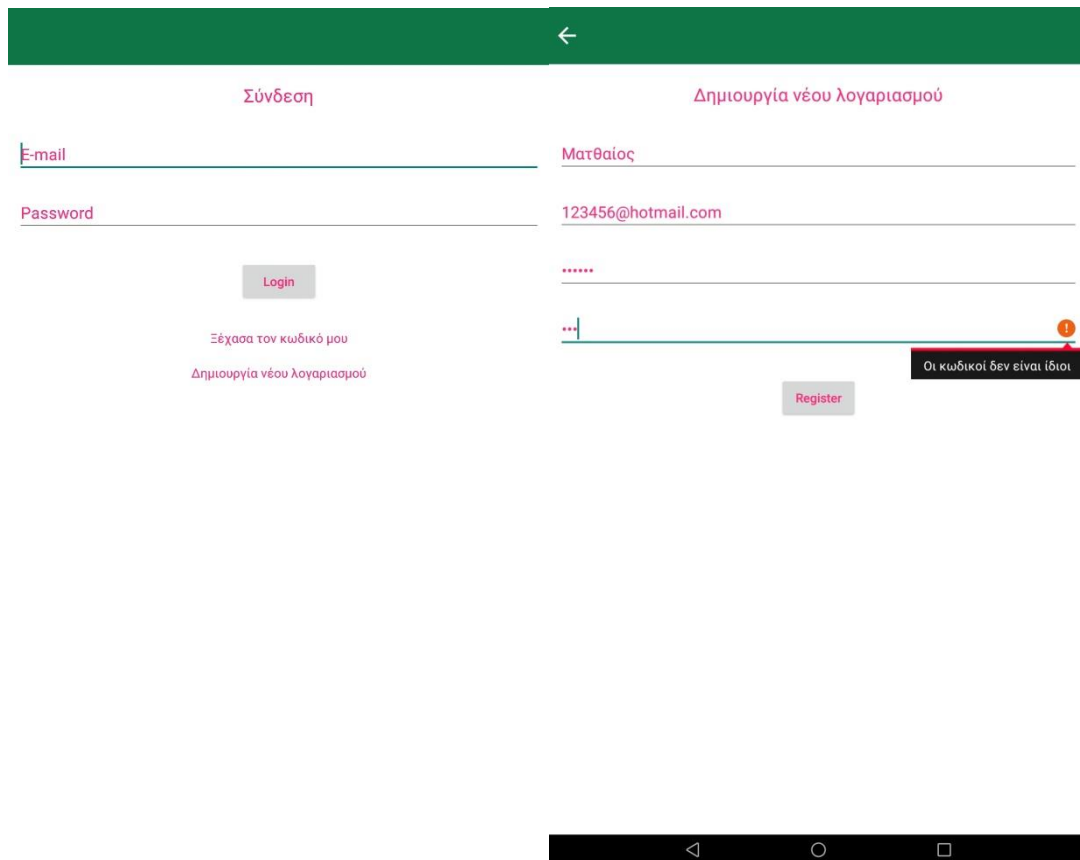 Σύνδεση
E-mail
Password
Login
Ξέχασα τον κωδικό μου
Δημιουργία νέου λογαριασμού
Δημιουργία νέου λογαριασμού
Ματθαίος
123456@hotmail.com
••••••
•••
Οι κωδικοί δεν είναι ίδιοι
Register